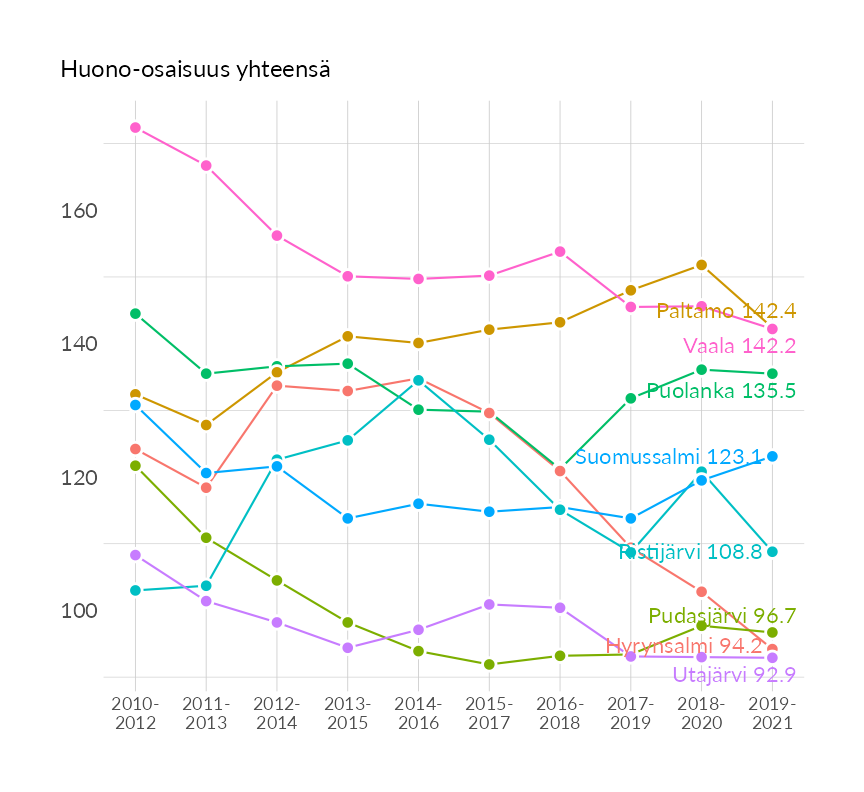 Huono-osaisuus yhteensä
160
140
120
100
Paltamo 142.4
Vaala 142.2
Puolanka 135.5
Suomussalmi 123.1
Ristijärvi 108.8
Pudasjärvi 96.7
Hyrynsalmi 94.2
Utajärvi 92.9
2010- 2011- 2012- 2013- 2014- 2015- 2016- 2017- 2018- 2019-
2012 2013 2014 2015 2016 2017 2018 2019 2020 2021